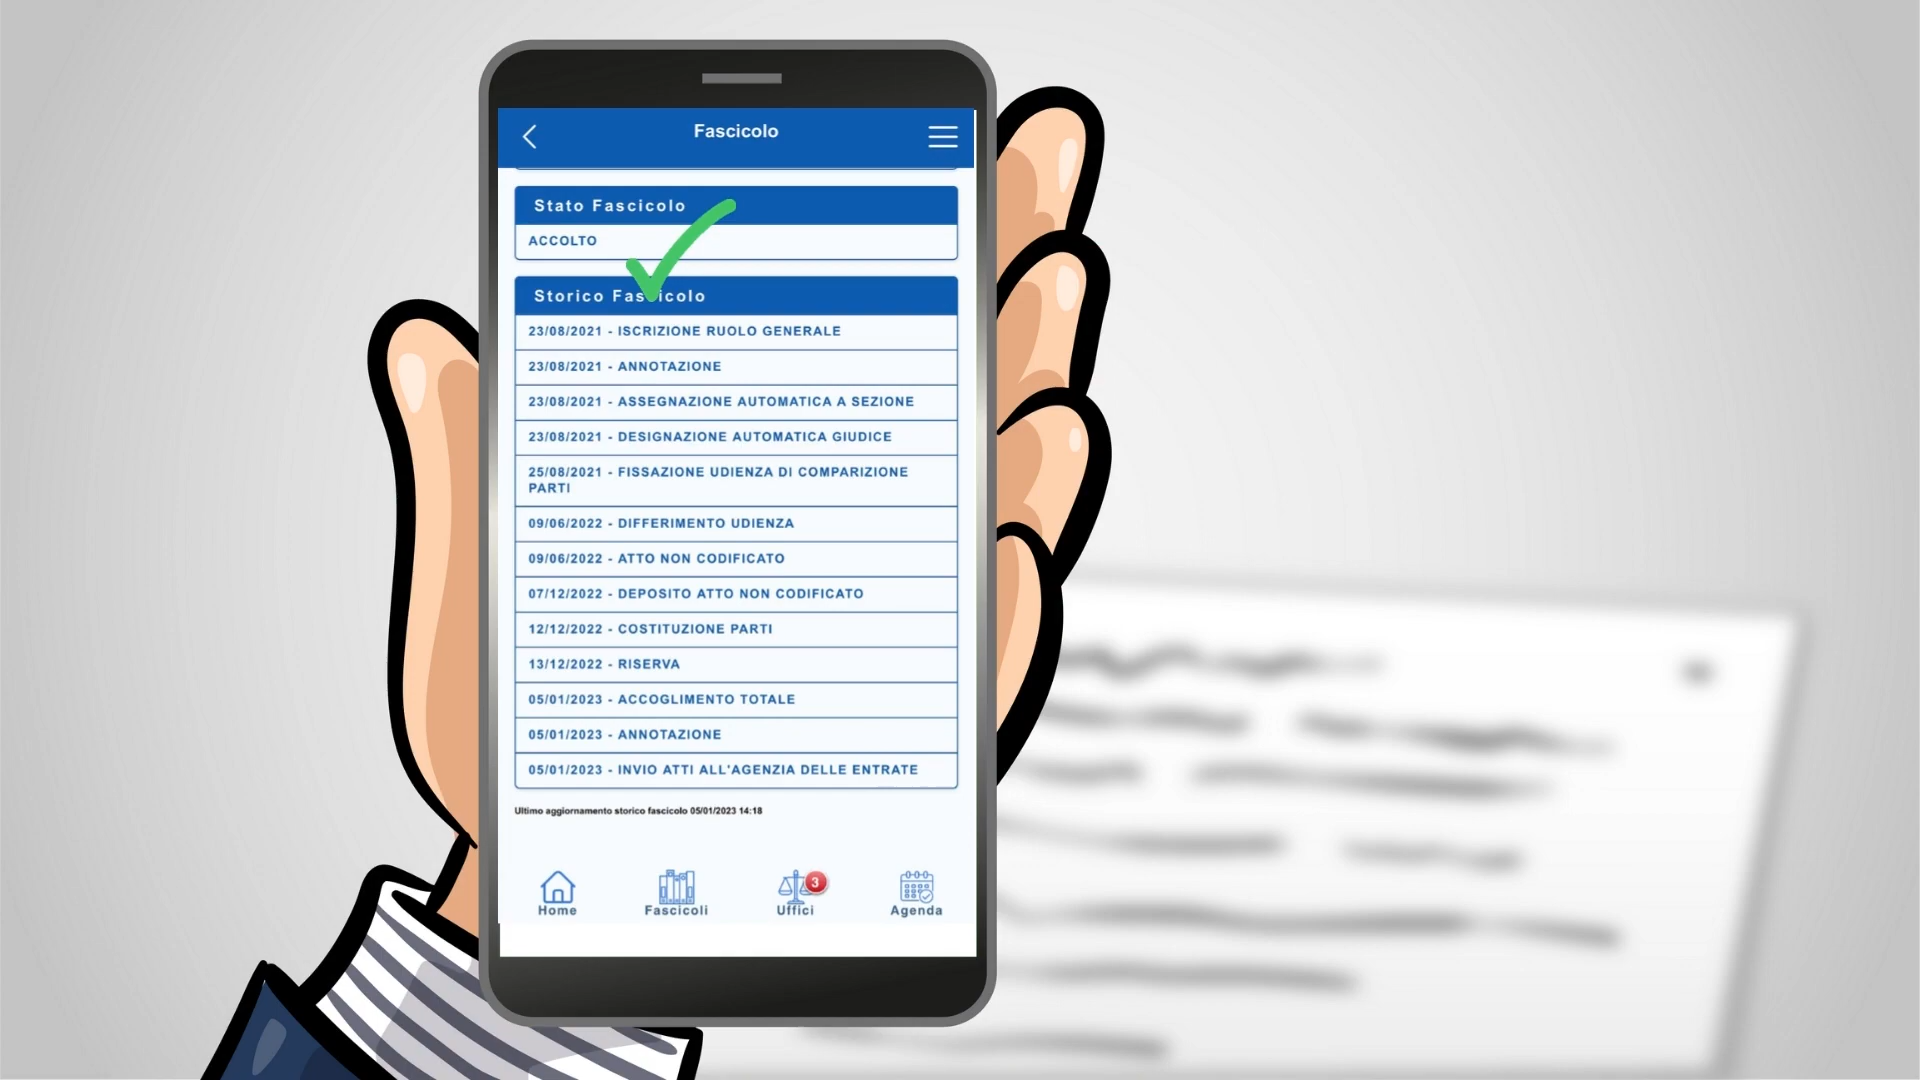 Fascicolo
Stato Fascicolo
ACCOLTO
Storico Fascicolo
23/08/2021 - ISCRIZIONE RUOLO GENERALE
23/08/2021 - ANNOTAZIONE
23/08/2021 - ASSEGNAZIONE AUTOMATICA A SEZIONE
23/08/2021 - DESIGNAZIONE AUTOMATICA GIUDICE
25/08/2021 - FISSAZIONE UDIENZA DI COMPARIZIONE
PARTI
09/06/2022 - DIFFERIMENTO UDIENZA
09/06/2022 - ATTO NON CODIFICATO
07/12/2022 - DEPOSITO ATTO NON CODIFICATO
12/12/2022 - COSTITUZIONE PARTI
13/12/2022 - RISERVA
05/01/2023 - ACCOGLIMENTO TOTALE
05/01/2023 - ANNOTAZIONE
05/01/2023 - INVIO ATTI ALL'AGENZIA DELLE ENTRATE
Ultimo aggiornamento storico fascicolo 05/01/2023 14:18
3
Home Fascicoli Uffici Agenda